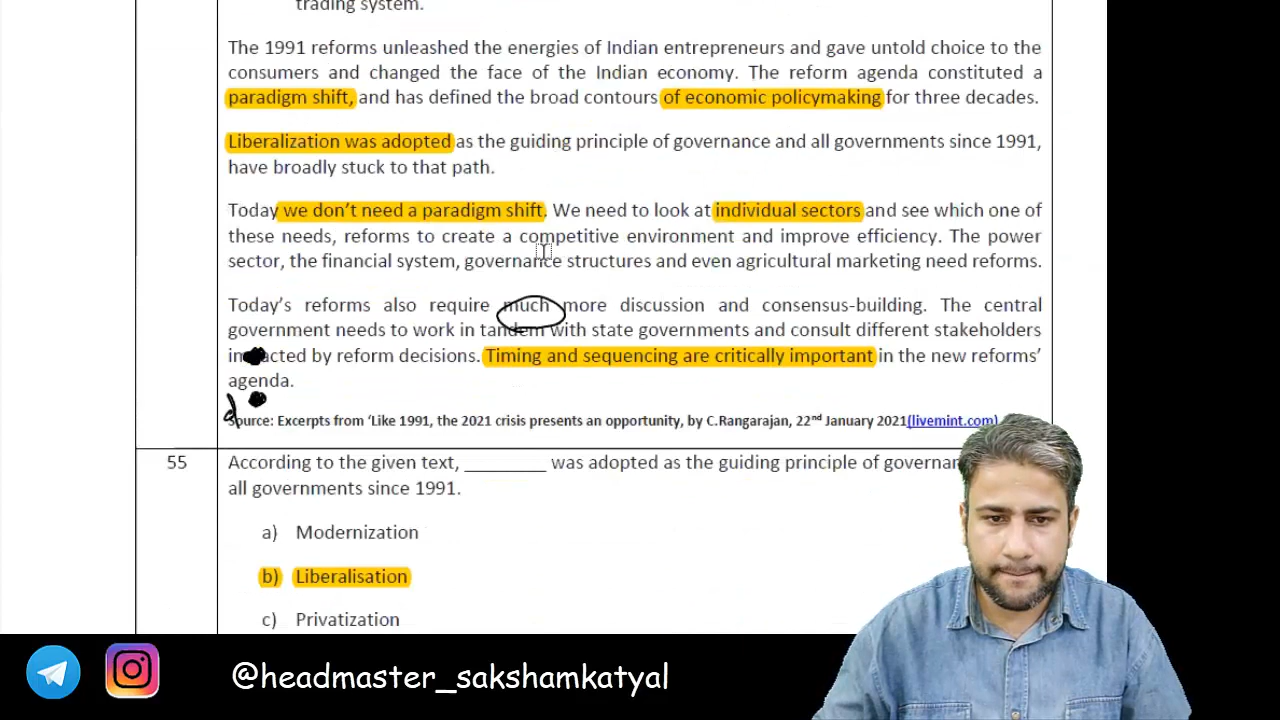 trading system.
The 1991 reforms unleashed the energies of Indian entrepreneurs and gave untold choice to the
consumers and changed the face of the Indian economy. The reform agenda constituted a
paradigm shift, and has defined the broad contours of economic policymaking for three decades.
Liberalization was adopted as the guiding principle of governance and all governments since 1991,
have broadly stuck to that path.
Today we don't need a paradigm shift. We need to look at individual sectors and see which one of
these needs, reforms to create a competitive environment and improve efficiency. The power
sector, the financial system, governance structures and even agricultural marketing need reforms.
Today's reforms also require much more discussion and consensus-building. The central
government needs to work in tandem with state governments and consult different stakeholders
by reform decisions. Timing and sequencing are critically important in the new reforms'
agenda.
Source: Excerpts from 'Like 1991, the 2021 crisis presents an opportunity, by C.Rangarajan, 22nd January 2021(livemint.com)
55 According to the given text, ________ was adopted as the guiding principle of
all governments since 1991.
a) Modernization
b) Liberalisation
c) Privatization
@headmaster_sakshamkatyal